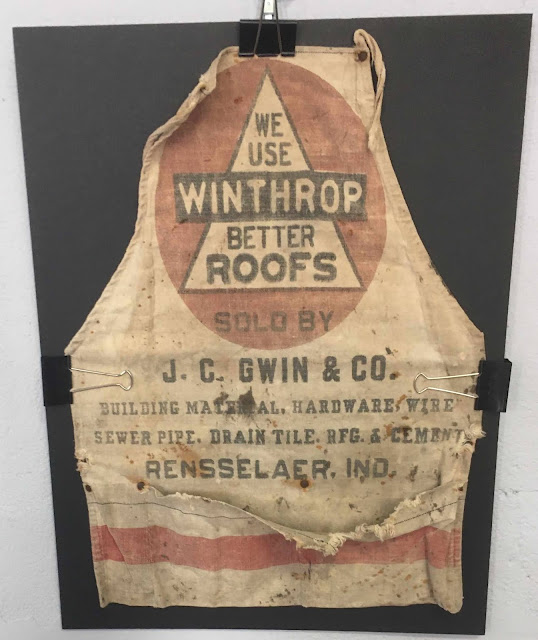 WE
USE
WINTHROP
BETTER
ROOFS
SOLD BY
J. C. GWIN & CO.
BUILDING MATERIAL, HARDWARE, WIRE
SEWER PIPE, DRAIN TILE, RFG. & CEMENT
RENSSELAER, IND.